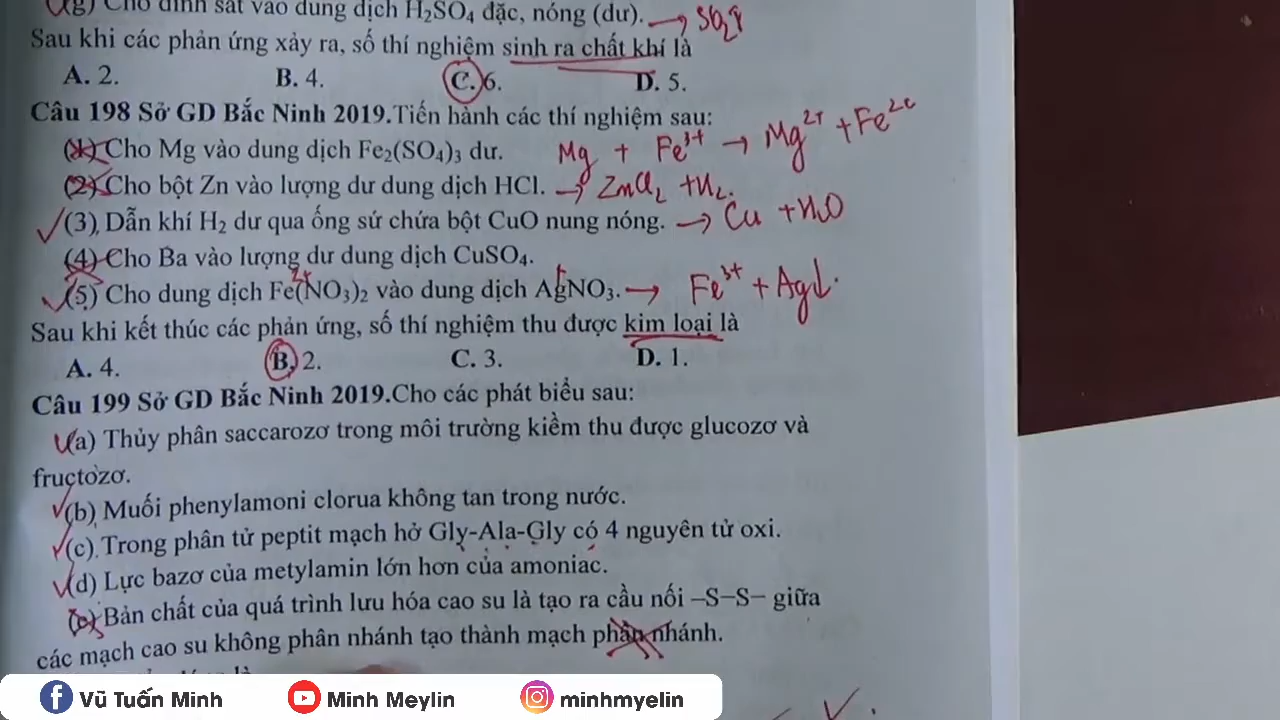 (g) Cho đinh sắt vào dung dịch H₂SO₄ đặc, nóng (dư). → SO₂↑
Sau khi các phản ứng xảy ra, số thí nghiệm sinh ra chất khí là
A. 2. B. 4. C. 6. D. 5.
Câu 198 Sở GD Bắc Ninh 2019.Tiến hành các thí nghiệm sau:
(1) Cho Mg vào dung dịch Fe₂(SO₄)₃ dư. Mg + Fe³⁺ → Mg²⁺ + Fe²⁺
(2) Cho bột Zn vào lượng dư dung dịch HCl. → ZnCl₂ + H₂.
(3) Dẫn khí H₂ dư qua ống sứ chứa bột CuO nung nóng. → Cu + H₂O
(4) Cho Ba vào lượng dư dung dịch CuSO₄.
(5) Cho dung dịch Fe(NO₃)₂ vào dung dịch AgNO₃. → Fe³⁺ + Ag↓.
Sau khi kết thúc các phản ứng, số thí nghiệm thu được kim loại là
A. 4. B. 2. C. 3. D. 1.
Câu 199 Sở GD Bắc Ninh 2019.Cho các phát biểu sau:
(a) Thủy phân saccarozơ trong môi trường kiềm thu được glucozơ và
fructozơ.
(b) Muối phenylamoni clorua không tan trong nước.
(c) Trong phân tử peptit mạch hở Gly-Ala-Gly có 4 nguyên tử oxi.
(d) Lực bazơ của metylamin lớn hơn của amoniac.
(e) Bản chất của quá trình lưu hóa cao su là tạo ra cầu nối –S–S– giữa
các mạch cao su không phân nhánh tạo thành mạch phân nhánh.
Vũ Tuấn Minh Minh Meylin minhmyelin